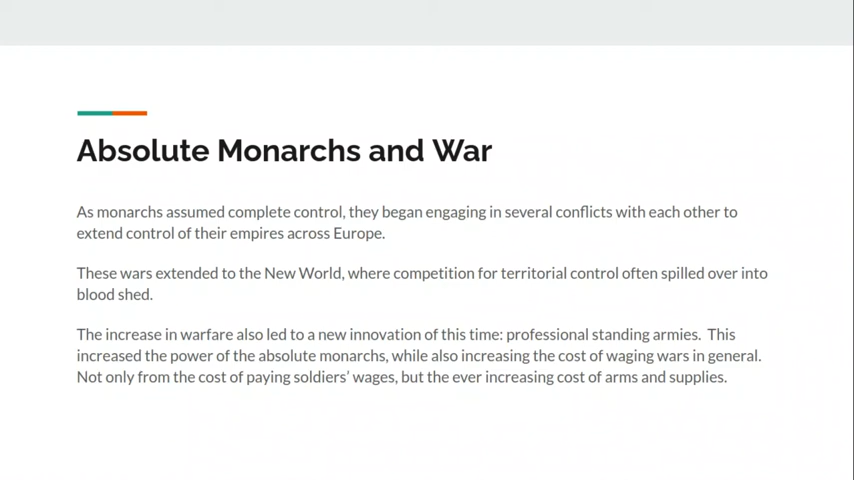 Absolute Monarchs and War
As monarchs assumed complete control, they began engaging in several conflicts with each other to
extend control of their empires across Europe.
These wars extended to the New World, where competition for territorial control often spilled over into
blood shed.
The increase in warfare also led to a new innovation of this time: professional standing armies.  This
increased the power of the absolute monarchs, while also increasing the cost of waging wars in general.
Not only from the cost of paying soldiers’ wages, but the ever increasing cost of arms and supplies.